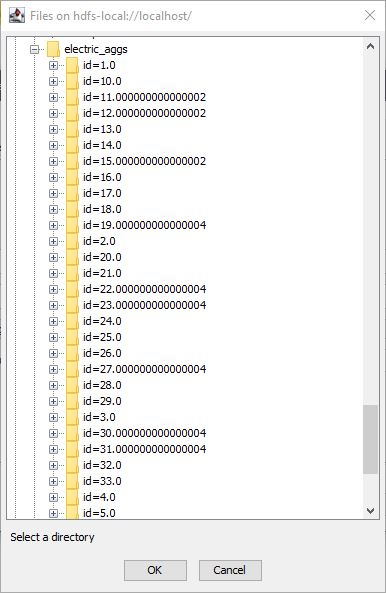 Files on hdfs-local://localhost/
electric_aggs
id=1.0
id=10.0
id=11.000000000000002
id=12.000000000000002
id=13.0
id=14.0
id=15.000000000000002
id=16.0
id=17.0
id=18.0
id=19.000000000000004
id=2.0
id=20.0
id=21.0
id=22.000000000000004
id=23.000000000000004
id=24.0
id=25.0
id=26.0
id=27.000000000000004
id=28.0
id=29.0
id=3.0
id=30.000000000000004
id=31.000000000000004
id=32.0
id=33.0
id=4.0
id=5.0
Select a directory
OK Cancel